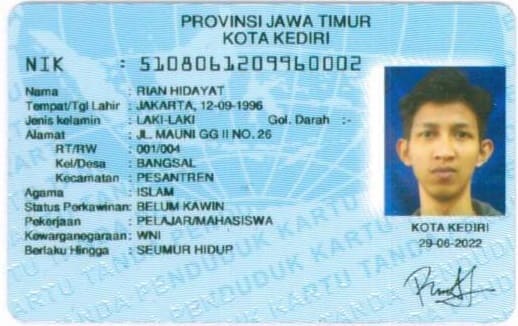 PROVINSI JAWA TIMUR
KOTA KEDIRI
NIK : 5108061209960002
Nama : RIAN HIDAYAT
Tempat/Tgl Lahir : JAKARTA, 12-09-1996
Jenis kelamin : LAKI-LAKI Gol. Darah :-
Alamat : JL. MAUNI GG II NO. 26
RT/RW : 001/004
Kel/Desa : BANGSAL
Kecamatan : PESANTREN
Agama : ISLAM
Status Perkawinan: BELUM KAWIN
Pekerjaan : PELAJAR/MAHASISWA
Kewarganegaraan: WNI
Berlaku Hingga : SEUMUR HIDUP
KOTA KEDIRI
29-06-2022
KARTU TANDA PENDUDUK KARTU TANDA